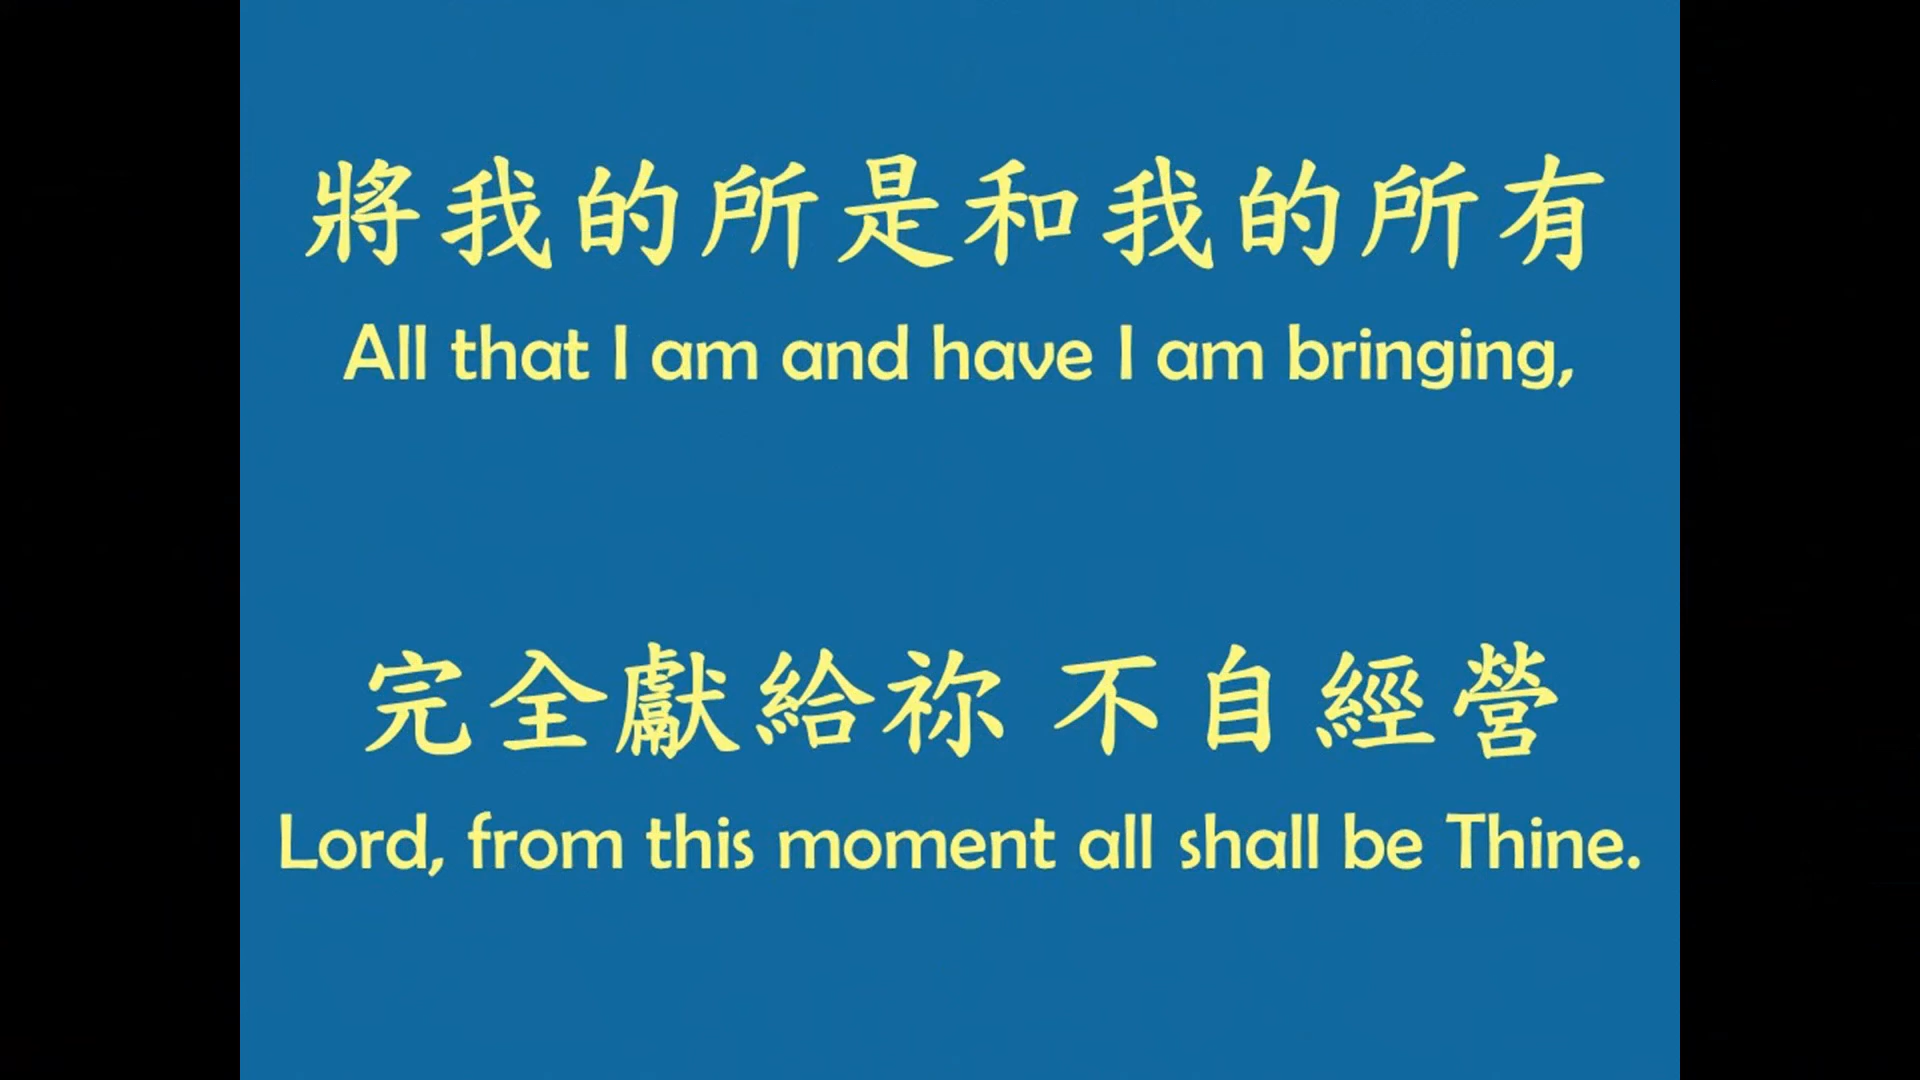 將我的所是和我的所有
All that I am and have I am bringing,
完全獻給祢 不自經營
Lord, from this moment all shall be Thine.